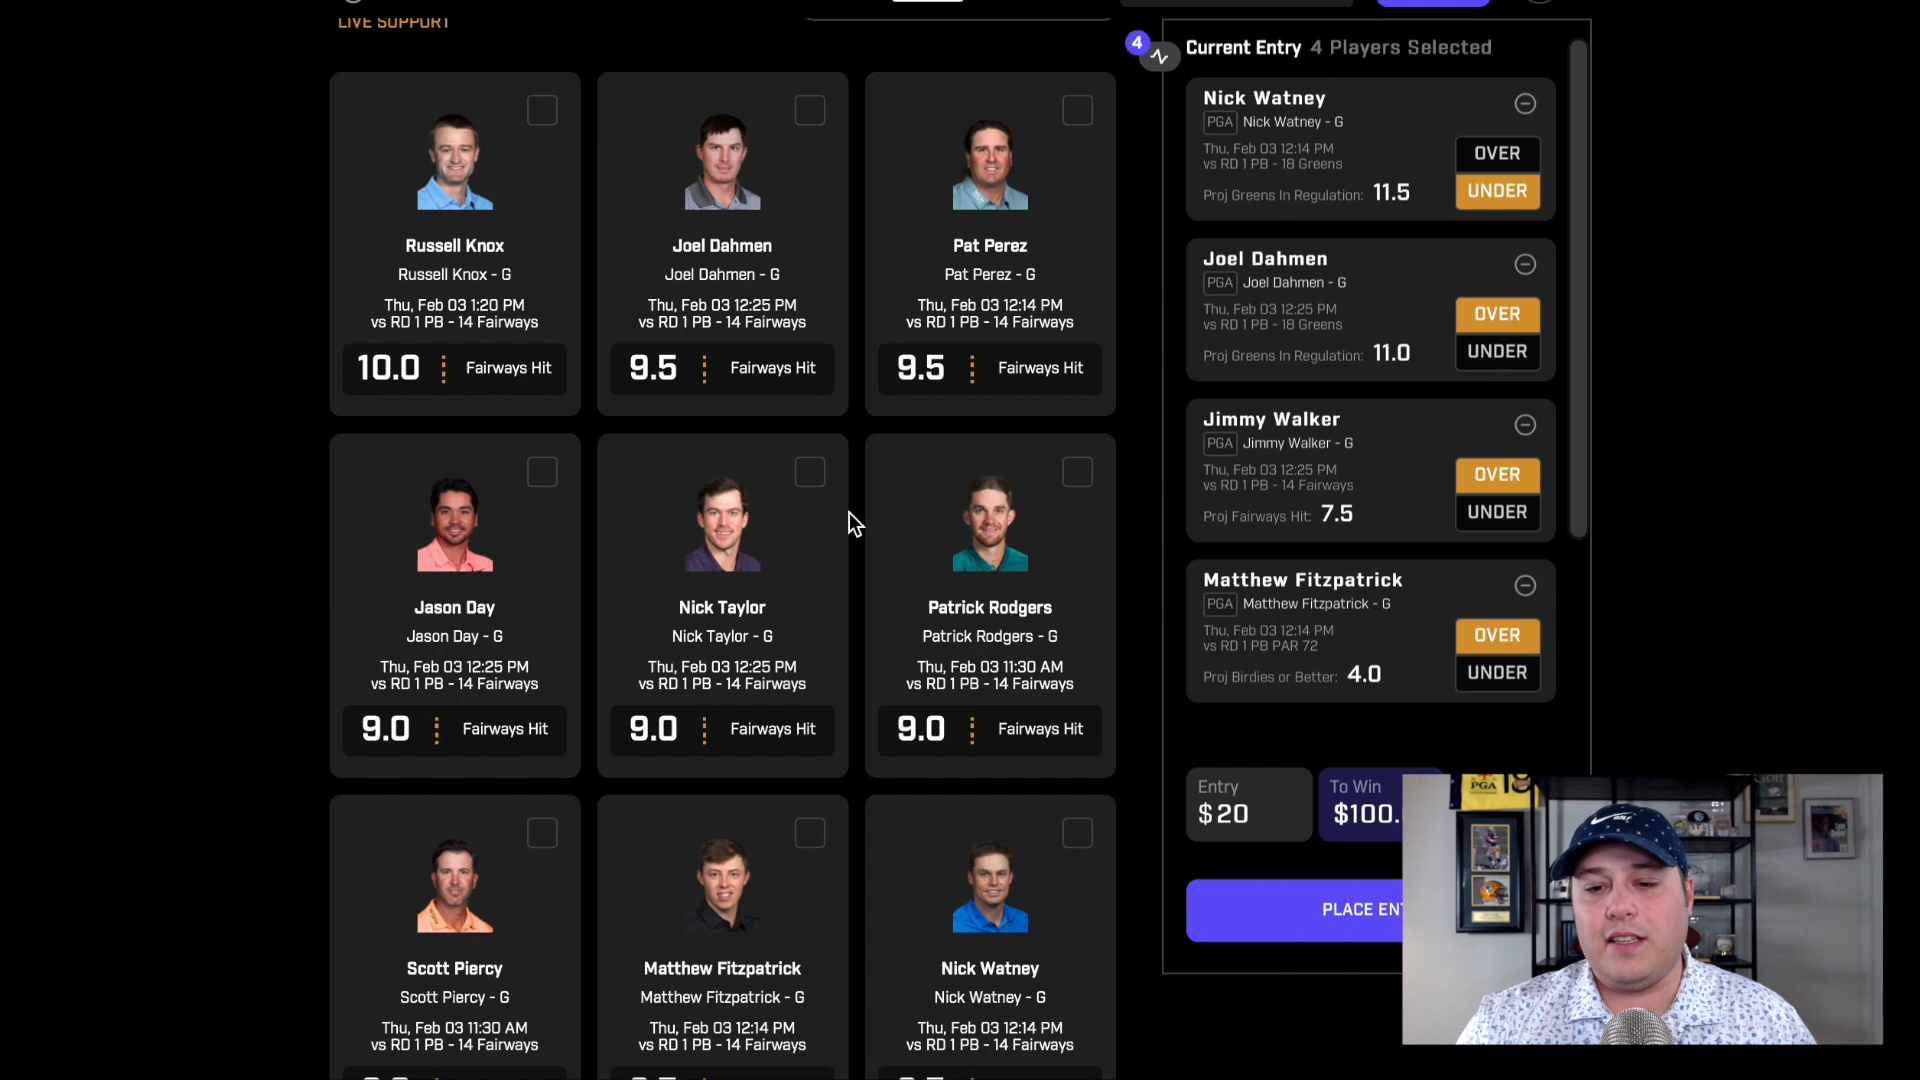 LIVE SUPPORT
Russell Knox
Russell Knox - G
Thu, Feb 03 1:20 PM
vs RD 1 PB - 14 Fairways
10.0 Fairways Hit
Joel Dahmen
Joel Dahmen - G
Thu, Feb 03 12:25 PM
vs RD 1 PB - 14 Fairways
9.5 Fairways Hit
Pat Perez
Pat Perez - G
Thu, Feb 03 12:14 PM
vs RD 1 PB - 14 Fairways
9.5 Fairways Hit
Jason Day
Jason Day - G
Thu, Feb 03 12:25 PM
vs RD 1 PB - 14 Fairways
9.0 Fairways Hit
Nick Taylor
Nick Taylor - G
Thu, Feb 03 12:25 PM
vs RD 1 PB - 14 Fairways
9.0 Fairways Hit
Patrick Rodgers
Patrick Rodgers - G
Thu, Feb 03 11:30 AM
vs RD 1 PB - 14 Fairways
9.0 Fairways Hit
Scott Piercy
Scott Piercy - G
Thu, Feb 03 11:30 AM
vs RD 1 PB - 14 Fairways
Matthew Fitzpatrick
Matthew Fitzpatrick - G
Thu, Feb 03 12:14 PM
vs RD 1 PB - 14 Fairways
Nick Watney
Nick Watney - G
Thu, Feb 03 12:14 PM
vs RD 1 PB - 14 Fairways
4
Current Entry 4 Players Selected
Nick Watney
PGA Nick Watney - G
Thu, Feb 03 12:14 PM
vs RD 1 PB - 18 Greens
Proj Greens In Regulation: 11.5
OVER
UNDER
Joel Dahmen
PGA Joel Dahmen - G
Thu, Feb 03 12:25 PM
vs RD 1 PB - 18 Greens
Proj Greens In Regulation: 11.0
OVER
UNDER
Jimmy Walker
PGA Jimmy Walker - G
Thu, Feb 03 12:25 PM
vs RD 1 PB - 14 Fairways
Proj Fairways Hit: 7.5
OVER
UNDER
Matthew Fitzpatrick
PGA Matthew Fitzpatrick - G
Thu, Feb 03 12:14 PM
vs RD 1 PB PAR 72
Proj Birdies or Better: 4.0
OVER
UNDER
Entry
$20
To Win
$100.
PLACE ENT
PGA